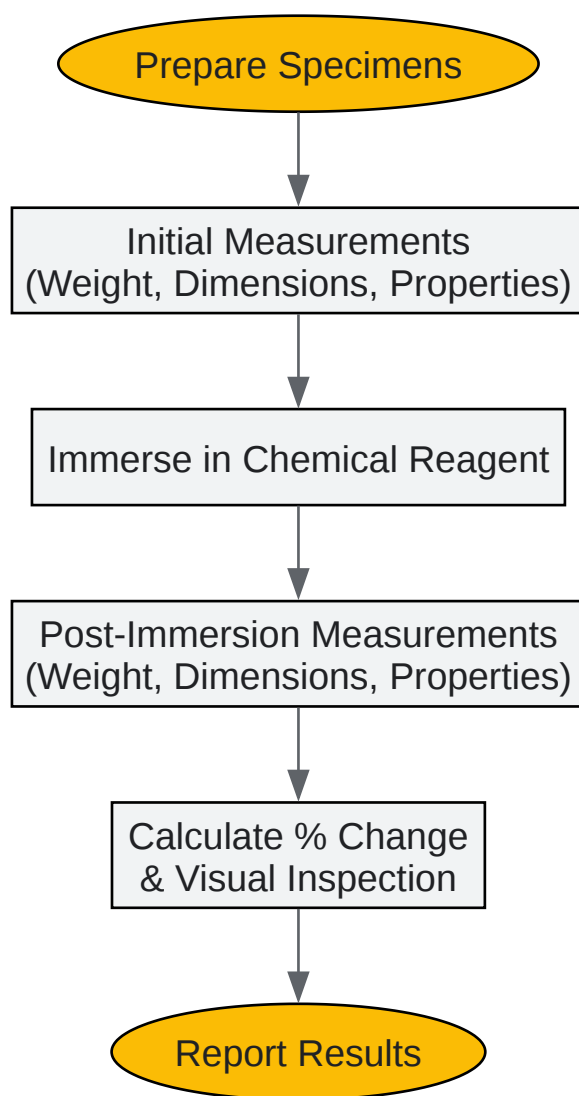 Prepare Specimens
Initial Measurements
(Weight, Dimensions, Properties)
Immerse in Chemical Reagent
Post-Immersion Measurements
(Weight, Dimensions, Properties)
Calculate % Change
& Visual Inspection
Report Results